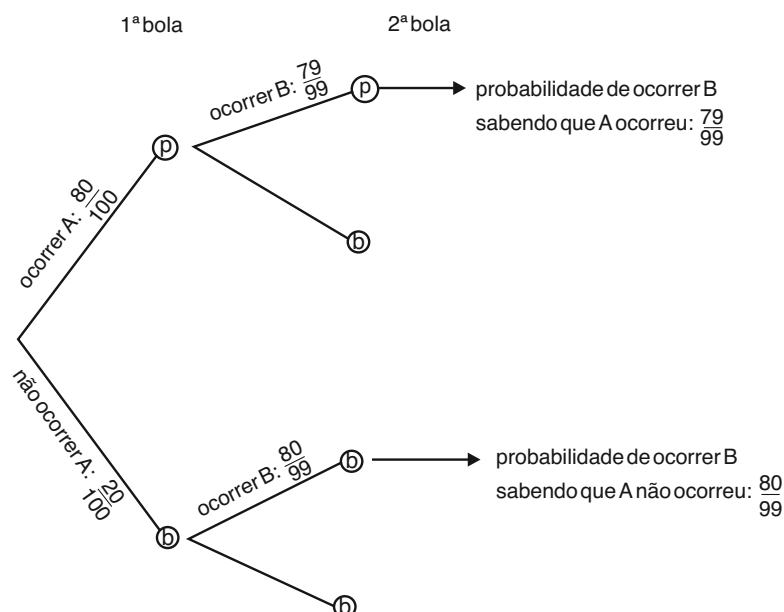 1ª bola
2ª bola
ocorrer B: 79/99
p
probabilidade de ocorrer B
sabendo que A ocorreu: 79/99
p
ocorrer A: 80/100
b
não ocorrer A: 20/100
ocorrer B: 80/99
b
probabilidade de ocorrer B
sabendo que A não ocorreu: 80/99
b
b